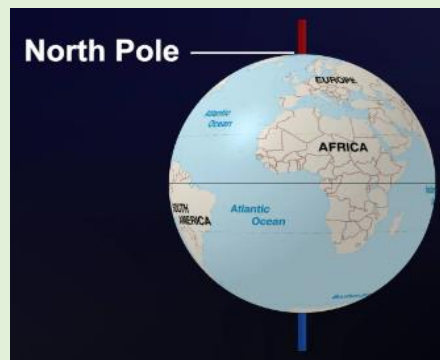 North Pole
EUROPE
Atlantic
Ocean
AFRICA
SOUTH
AMERICA
Atlantic
Ocean